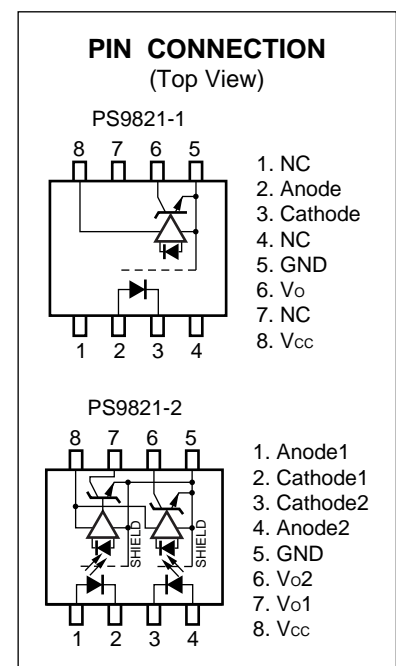 PIN CONNECTION
(Top View)
PS9821-1
8 7 6 5
1 2 3 4
1. NC
2. Anode
3. Cathode
4. NC
5. GND
6. VO
7. NC
8. VCC
PS9821-2
8 7 6 5
SHIELD
SHIELD
1 2 3 4
1. Anode1
2. Cathode1
3. Cathode2
4. Anode2
5. GND
6. VO2
7. VO1
8. VCC